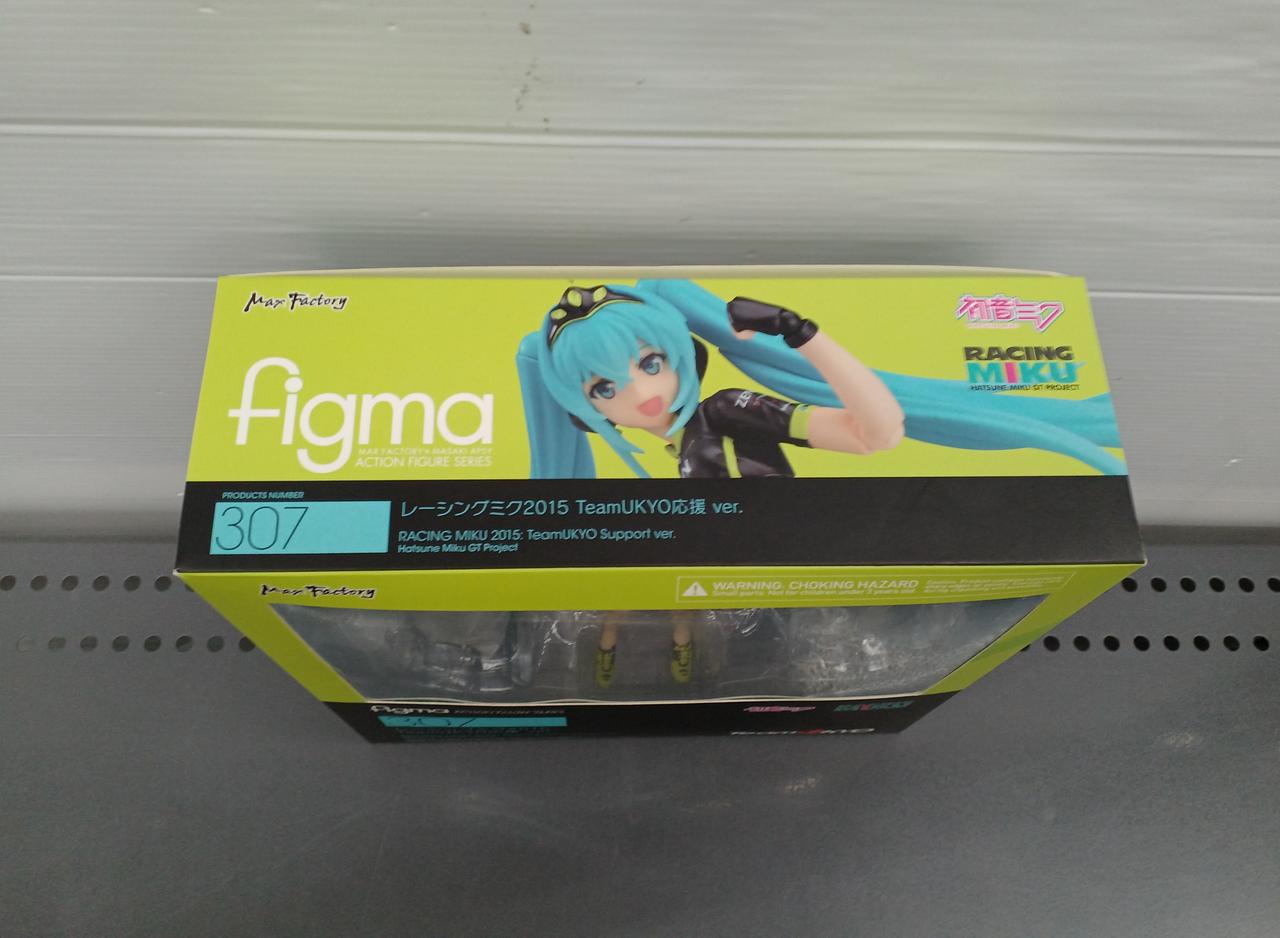 Max Factory
初音ミク
RACING
MIKU
HATSUNE MIKU GT PROJECT
figma
MAX FACTORY × MASAKI APSY
ACTION FIGURE SERIES
ZE
PRODUCTS NUMBER
307
レーシングミク2015 TeamUKYO応援 ver.
RACING MIKU 2015: TeamUKYO Support ver.
Hatsune Miku GT Project
Max Factory
WARNING: CHOKING HAZARD
Small parts. Not for children under 3 years old.
figma
307
TeamUKYO